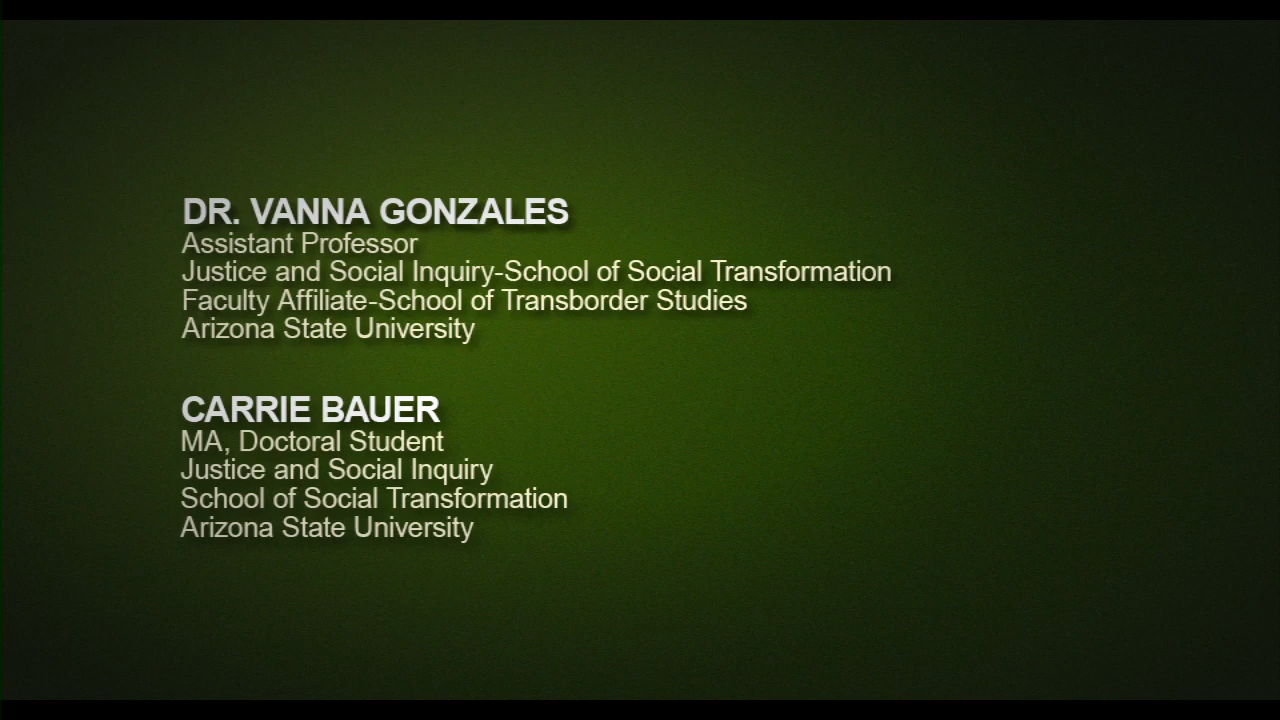 DR. VANNA GONZALES
Assistant Professor
Justice and Social Inquiry-School of Social Transformation
Faculty Affiliate-School of Transborder Studies
Arizona State University
CARRIE BAUER
MA, Doctoral Student
Justice and Social Inquiry
School of Social Transformation
Arizona State University